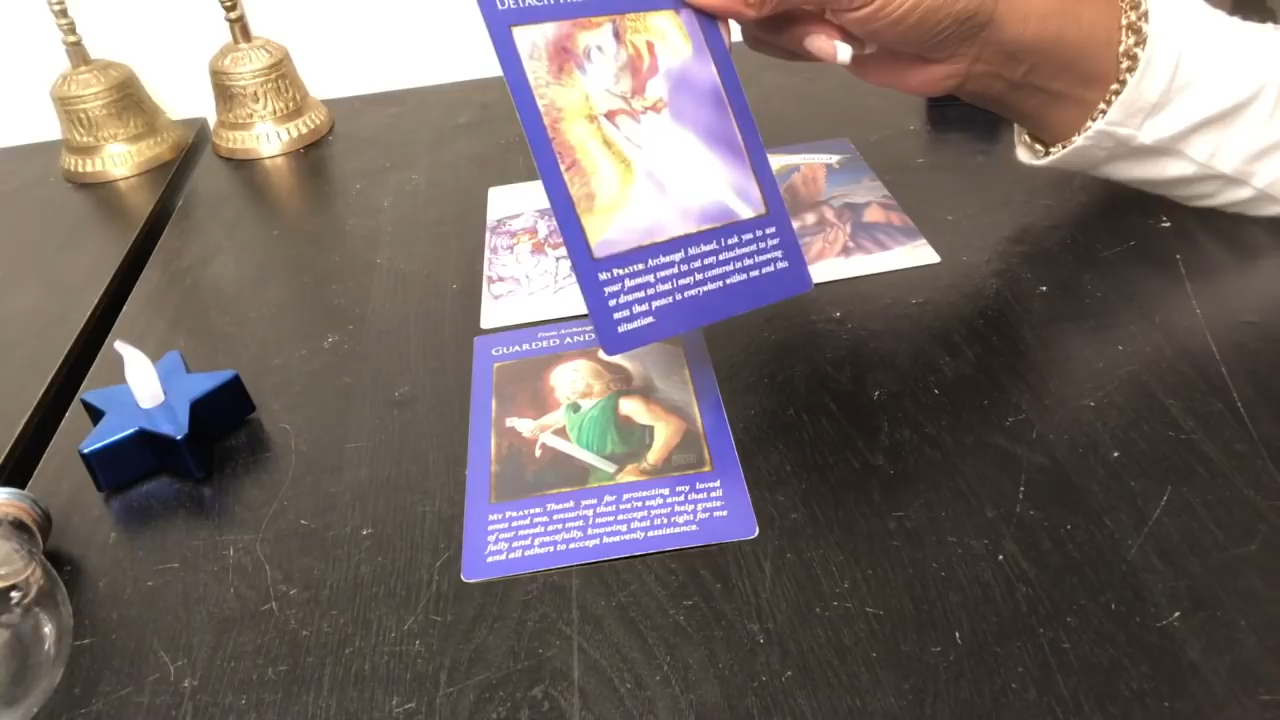 DETACH
MY PRAYER: Archangel Michael, I ask you to use
your flaming sword to cut any attachment to fear
or drama so that I may be centered in the knowing-
ness that peace is everywhere within me and this
situation.
From Archange
GUARDED AND
MY PRAYER: Thank you for protecting my loved
ones and me, ensuring that we're safe and that all
of our needs are met. I now accept your help grate-
fully and gracefully, knowing that it's right for me
and all others to accept heavenly assistance.